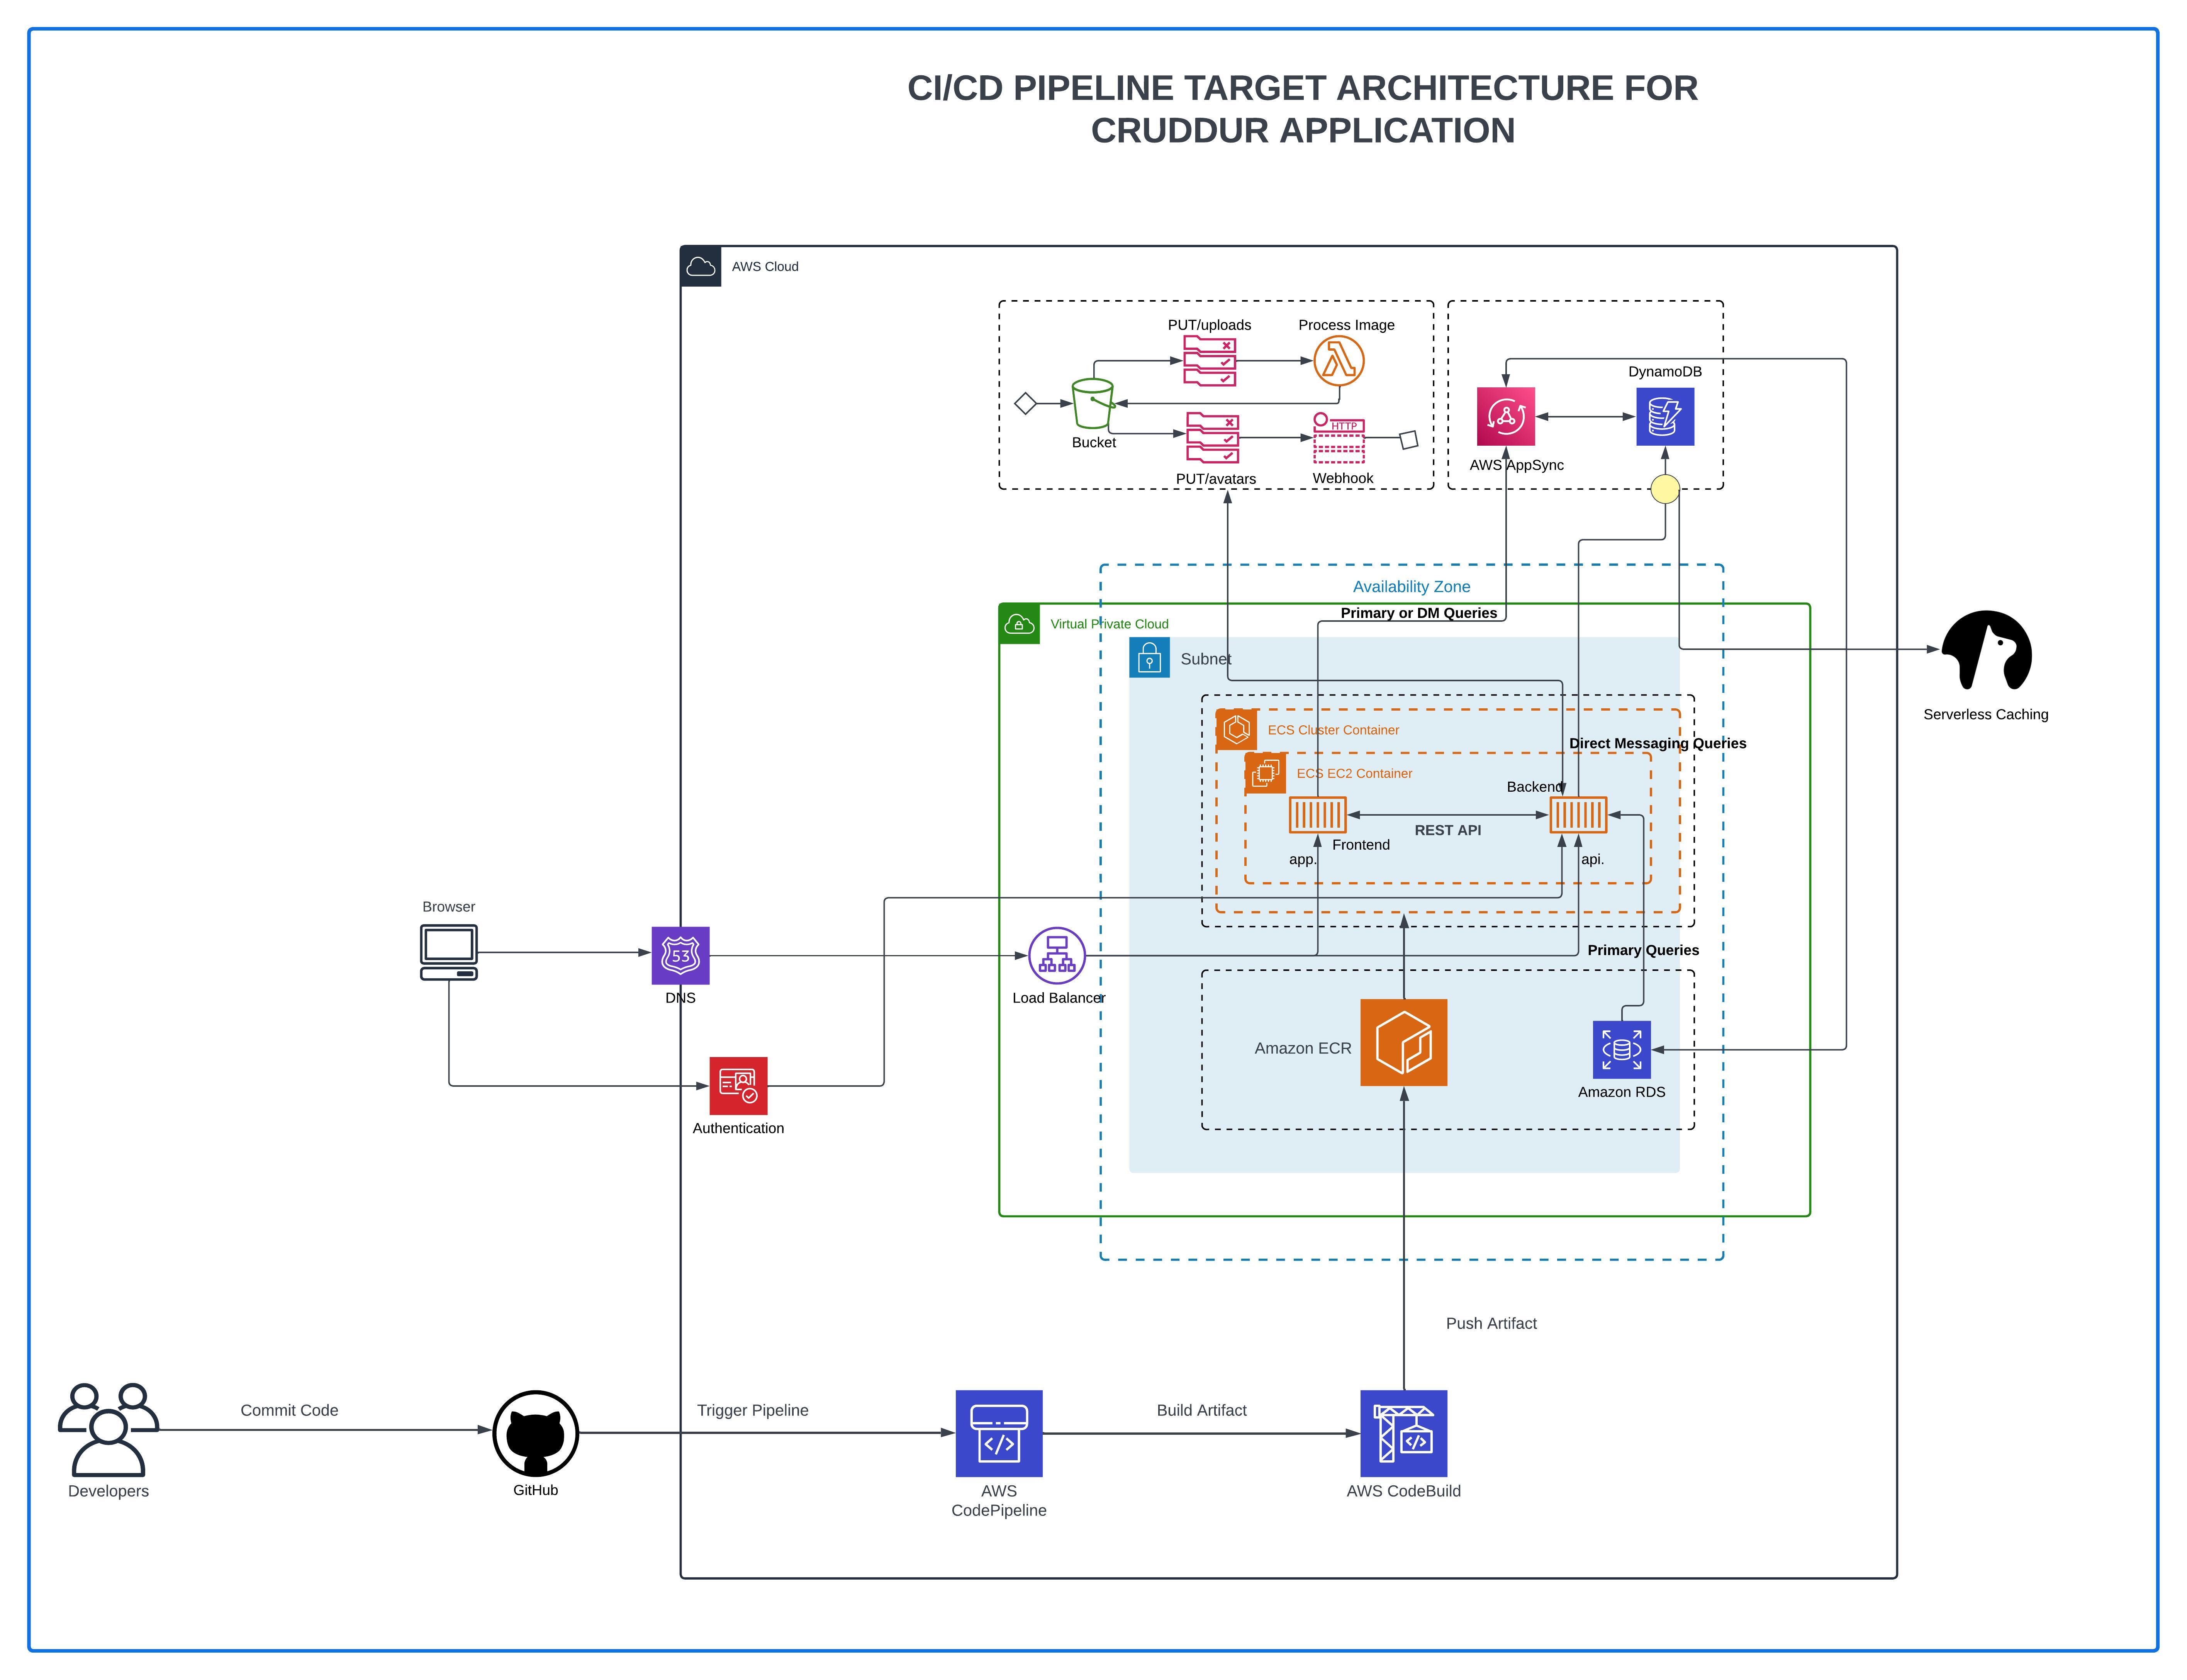 CI/CD PIPELINE TARGET ARCHITECTURE FOR
CRUDDUR APPLICATION
AWS Cloud
PUT/uploads
Process Image
DynamoDB
HTTP
Bucket
PUT/avatars
Webhook
AWS AppSync
Availability Zone
Primary or DM Queries
Virtual Private Cloud
Subnet
Serverless Caching
ECS Cluster Container
Direct Messaging Queries
ECS EC2 Container
Backend
REST API
Frontend
app.
api.
Browser
53
DNS
Load Balancer
Primary Queries
Amazon ECR
Amazon RDS
Authentication
Push Artifact
Commit Code
Trigger Pipeline
Build Artifact
Developers
GitHub
AWS
CodePipeline
AWS CodeBuild